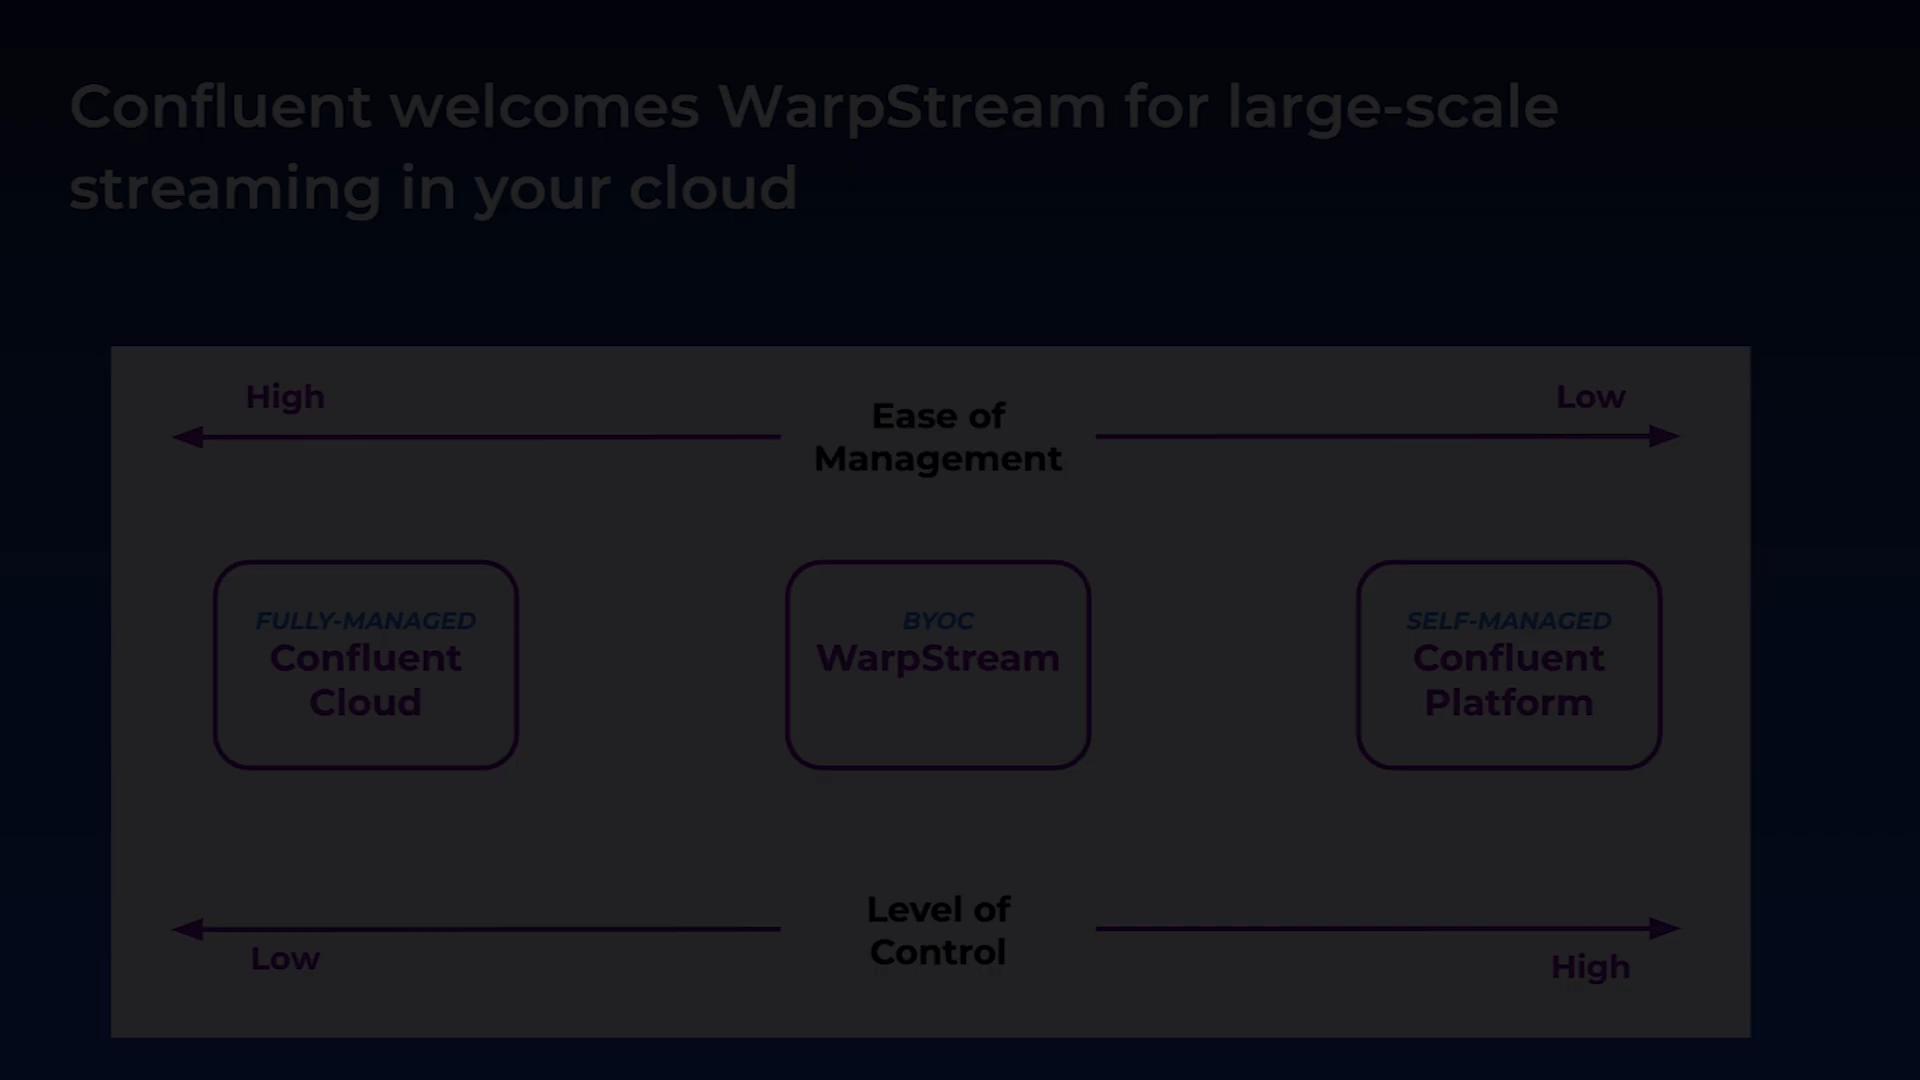 Confluent welcomes WarpStream for large-scale
streaming in your cloud
High
Ease of
Management
Low
FULLY-MANAGED
Confluent
Cloud
BYOC
WarpStream
SELF-MANAGED
Confluent
Platform
Level of
Control
Low
High